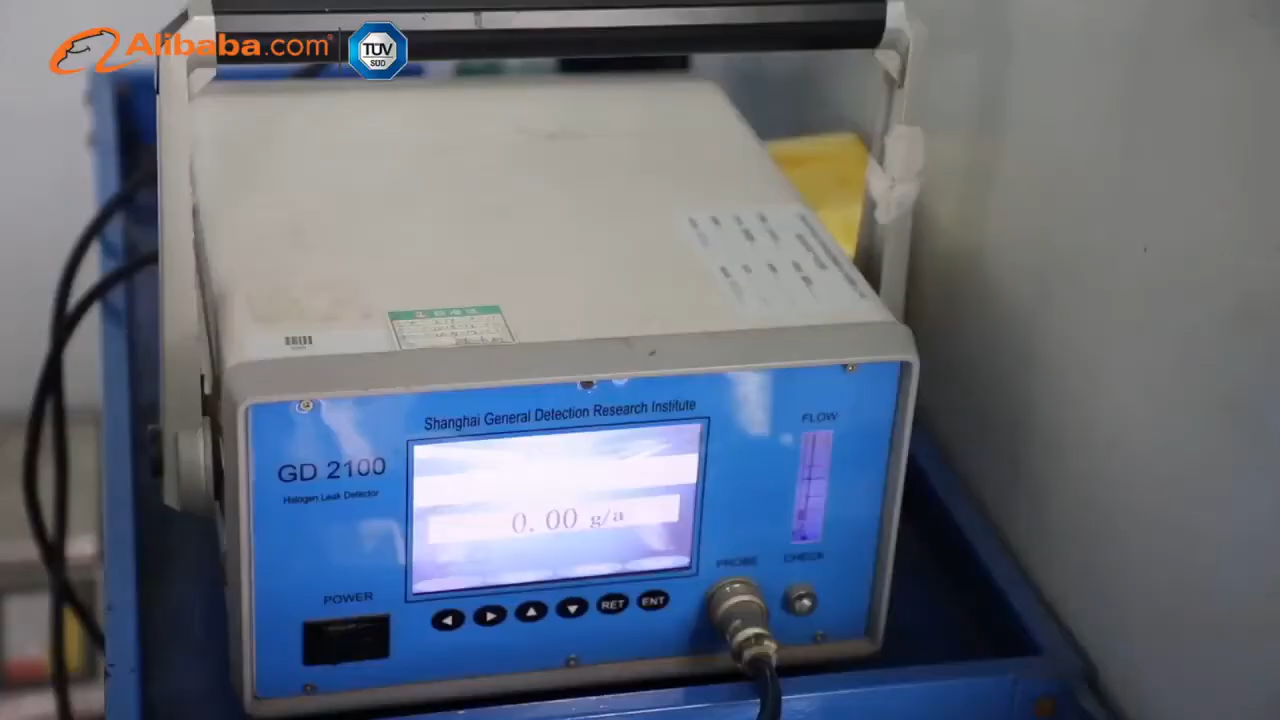 Alibaba.com
TÜV
SÜD
Shanghai General Detection Research Institute
FLOW
GD 2100
Halogen Leak Detector
0.00 g/a
PROBE
CHECK
POWER
RET
ENT